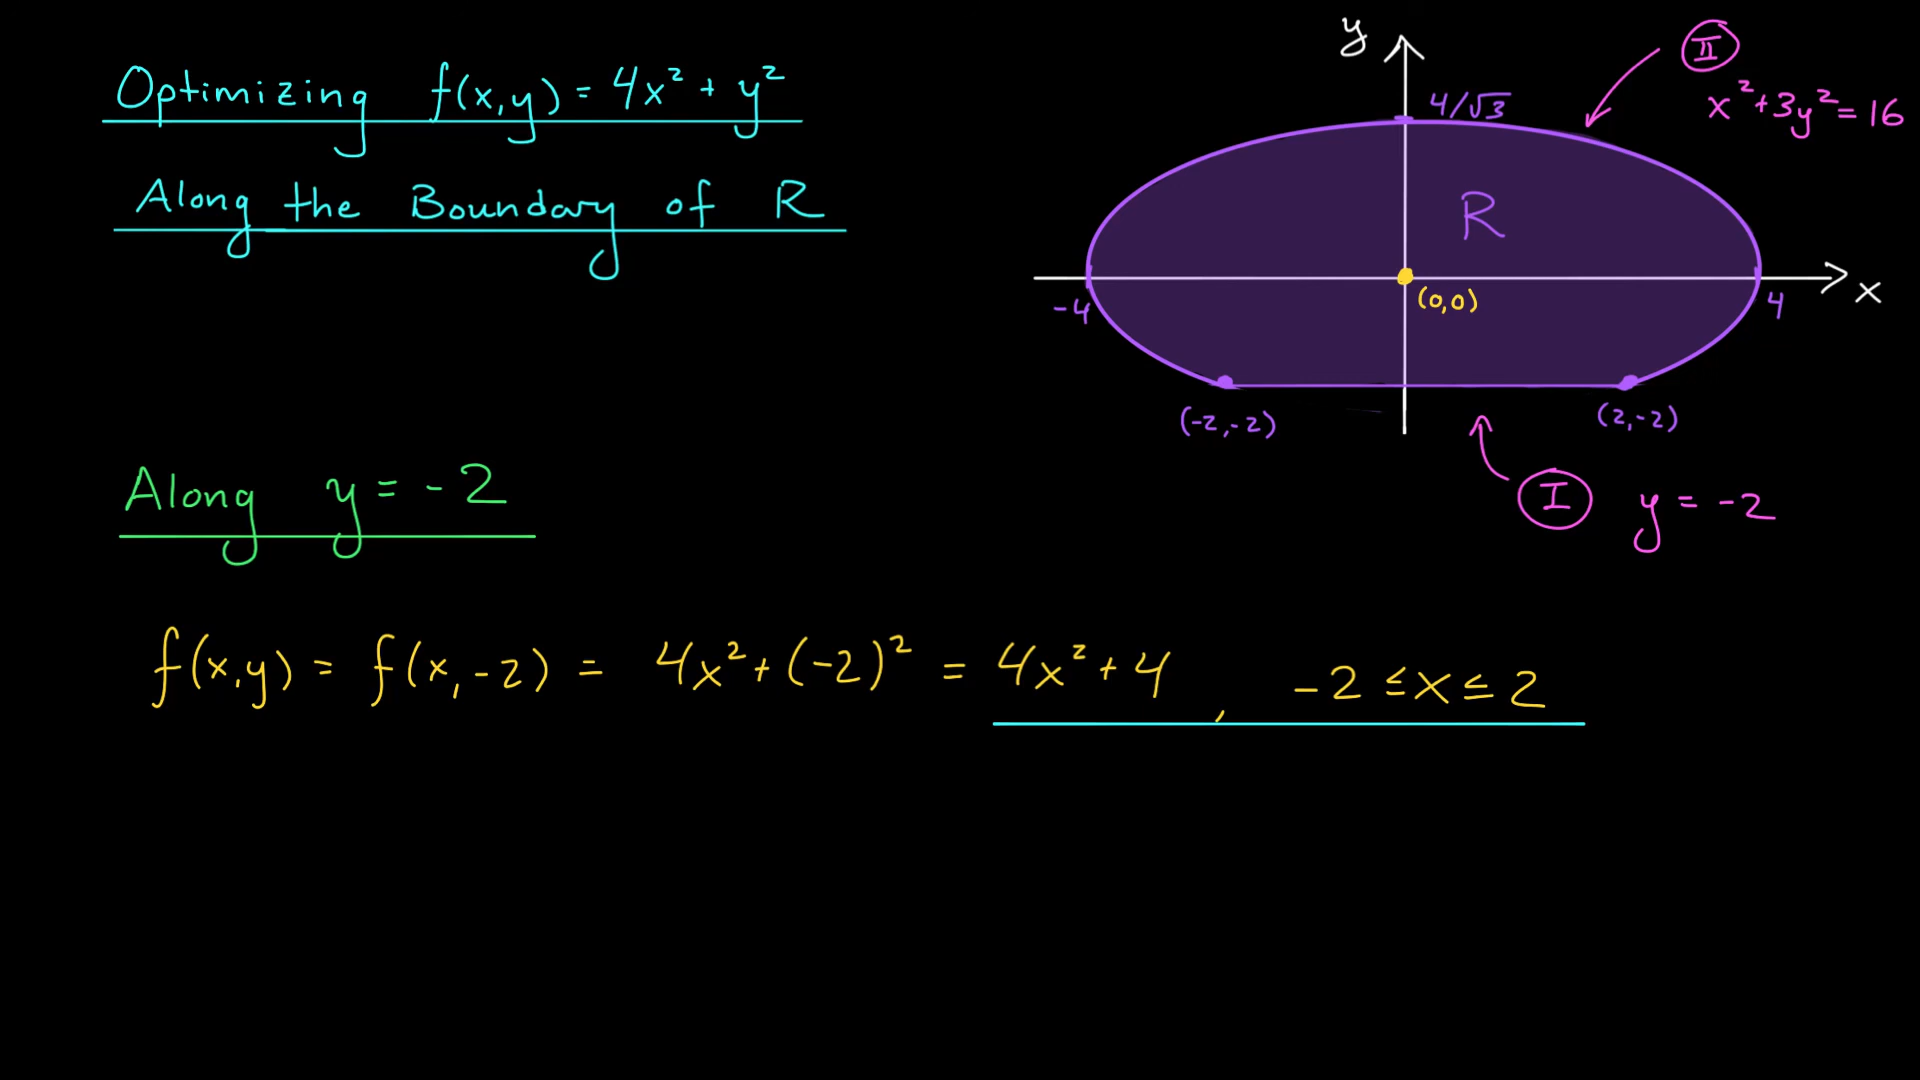 Optimizing f(x,y) = 4x² + y²
Along the Boundary of R
y
4/√3
II
x² + 3y² = 16
R
(0,0)
-4
4
x
(-2,-2)
(2,-2)
I y = -2
Along y = -2
f(x,y) = f(x,-2) = 4x² + (-2)² = 4x² + 4 , -2 ≤ x ≤ 2